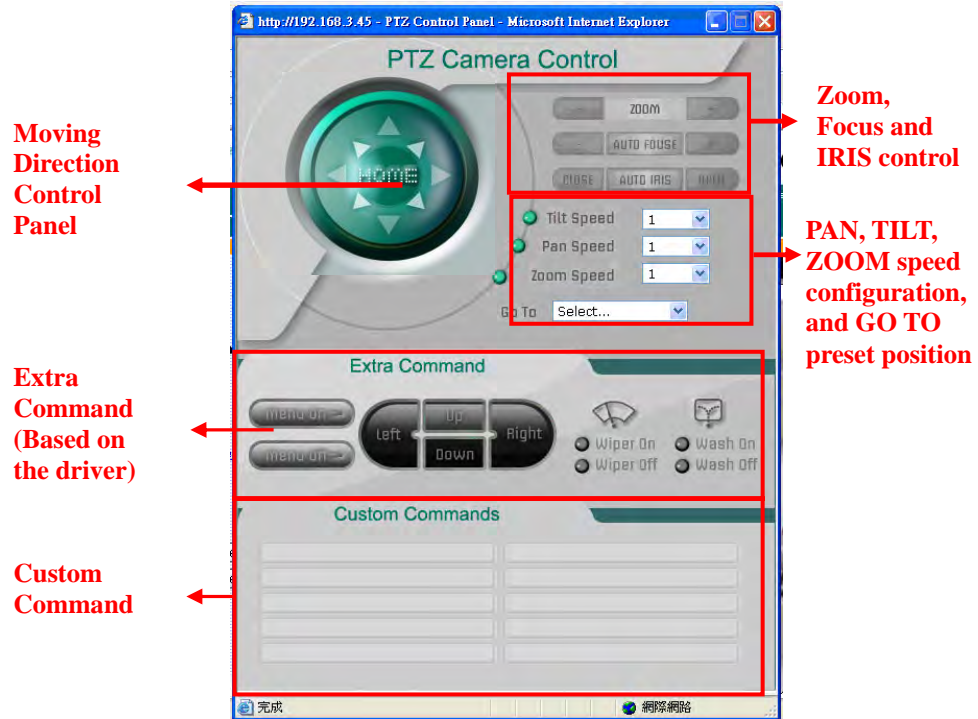 http://192.168.3.45 - PTZ Control Panel - Microsoft Internet Explorer
PTZ Camera Control
ZOOM
- AUTO FOUSE
CLOSE AUTO IRIS
HOME
Tilt Speed 1
Pan Speed 1
Zoom Speed 1
Go To Select...
Extra Command
menu on
menu on
Left
Up
Down
Right
Wiper On
Wiper Off
Wash On
Wash Off
Custom Commands
完成
網際網路
Moving
Direction
Control
Panel
Extra
Command
(Based on
the driver)
Custom
Command
Zoom,
Focus and
IRIS control
PAN, TILT,
ZOOM speed
configuration,
and GO TO
preset position